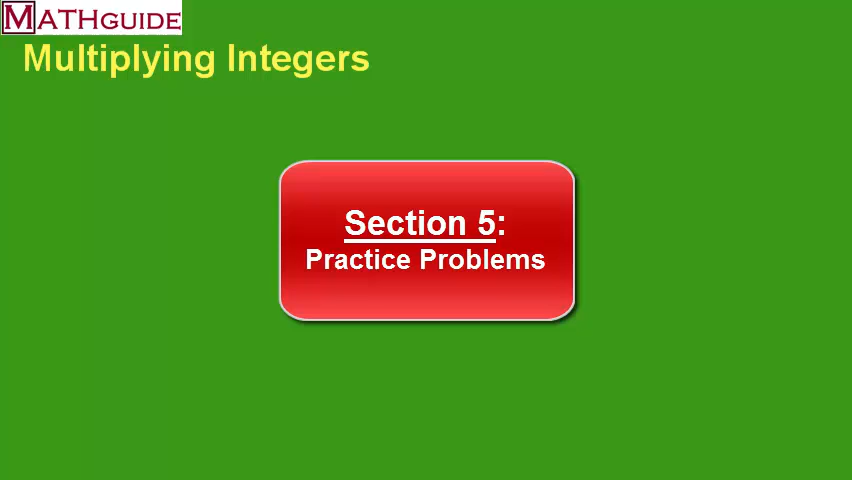 MATHGUIDE
Multiplying Integers
Section 5:
Practice Problems